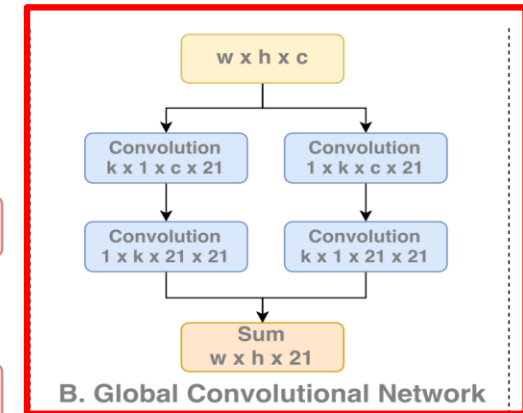 w x h x c
Convolution
k x 1 x c x 21
Convolution
1 x k x c x 21
Convolution
1 x k x 21 x 21
Convolution
k x 1 x 21 x 21
Sum
w x h x 21
B. Global Convolutional Network